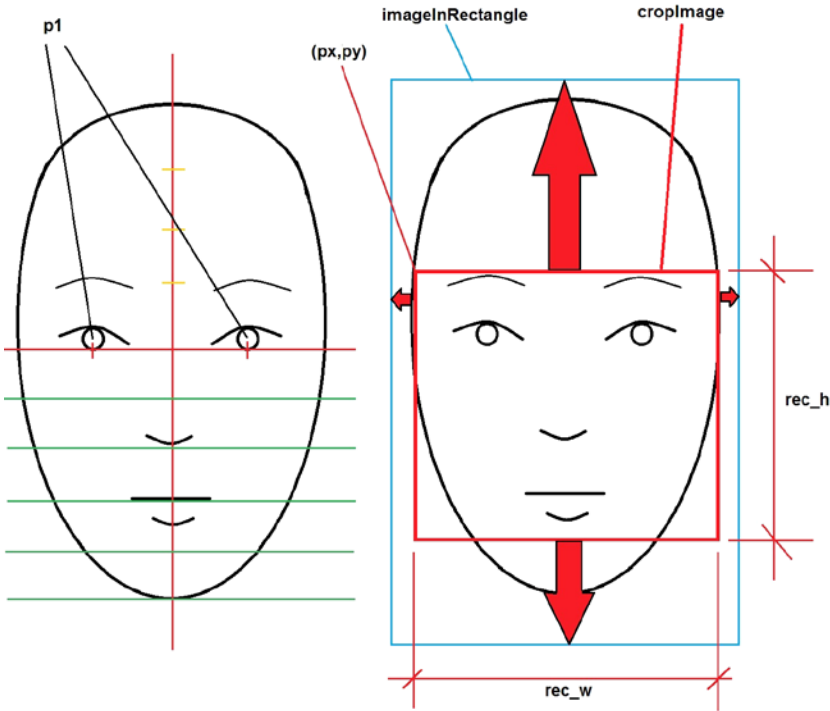 p1
imageInRectangle
cropImage
(px,py)
rec_h
rec_w